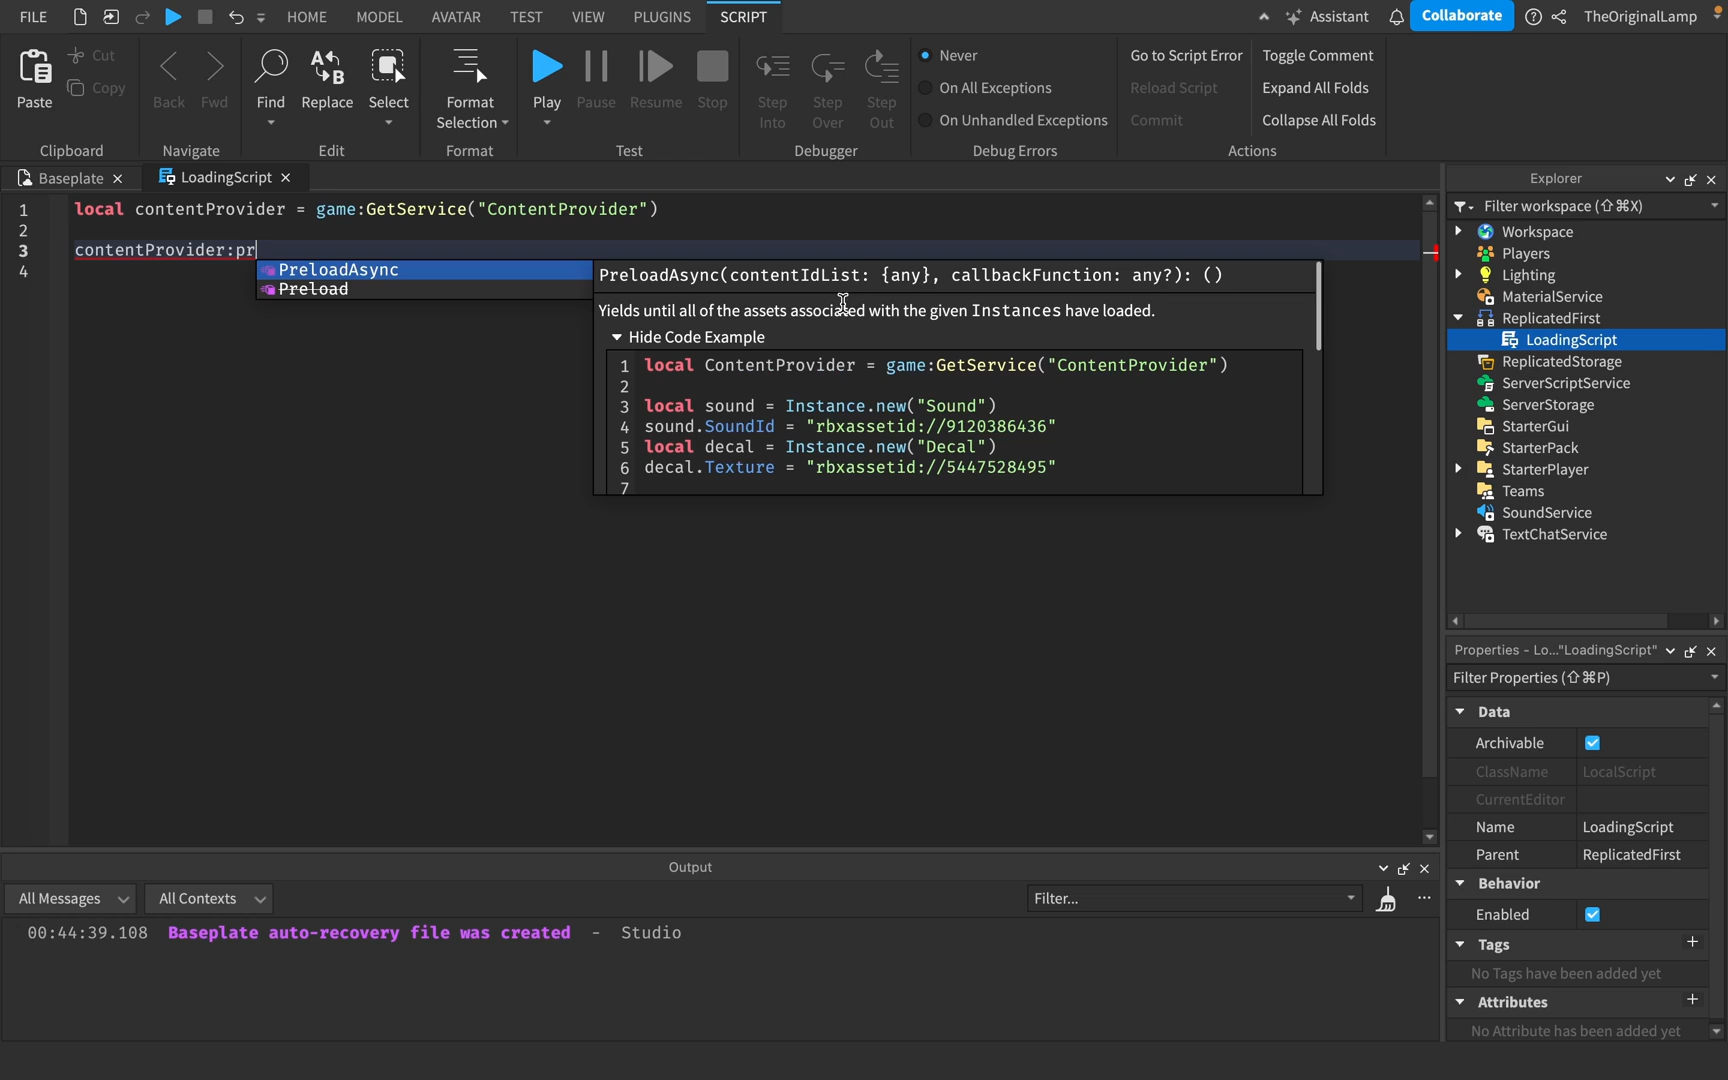 FILE HOME MODEL AVATAR TEST VIEW PLUGINS SCRIPT Assistant Collaborate TheOriginalLamp
Paste Cut Copy
Clipboard
Back Fwd
Navigate
Find Replace Select
Edit
Format Selection
Format
Play Pause Resume Stop
Test
Step Into Step Over Step Out
Debugger
Never
On All Exceptions
On Unhandled Exceptions
Debug Errors
Go to Script Error Toggle Comment
Reload Script Expand All Folds
Commit Collapse All Folds
Actions
Baseplate LoadingScript
1 local contentProvider = game:GetService("ContentProvider")
2
3 contentProvider:pr
4
PreloadAsync
Preload
PreloadAsync(contentIdList: {any}, callbackFunction: any?): ()
Yields until all of the assets associated with the given Instances have loaded.
Hide Code Example
1 local ContentProvider = game:GetService("ContentProvider")
2
3 local sound = Instance.new("Sound")
4 sound.SoundId = "rbxassetid://9120386436"
5 local decal = Instance.new("Decal")
6 decal.Texture = "rbxassetid://5447528495"
7
Explorer
Filter workspace (⇧⌘X)
Workspace
Players
Lighting
MaterialService
ReplicatedFirst
LoadingScript
ReplicatedStorage
ServerScriptService
ServerStorage
StarterGui
StarterPack
StarterPlayer
Teams
SoundService
TextChatService
Properties - Lo..."LoadingScript"
Filter Properties (⇧⌘P)
Data
Archivable
ClassName LocalScript
CurrentEditor
Name LoadingScript
Parent ReplicatedFirst
Behavior
Enabled
Tags
No Tags have been added yet
Attributes
No Attribute has been added yet
Output
All Messages All Contexts Filter...
00:44:39.108 Baseplate auto-recovery file was created - Studio